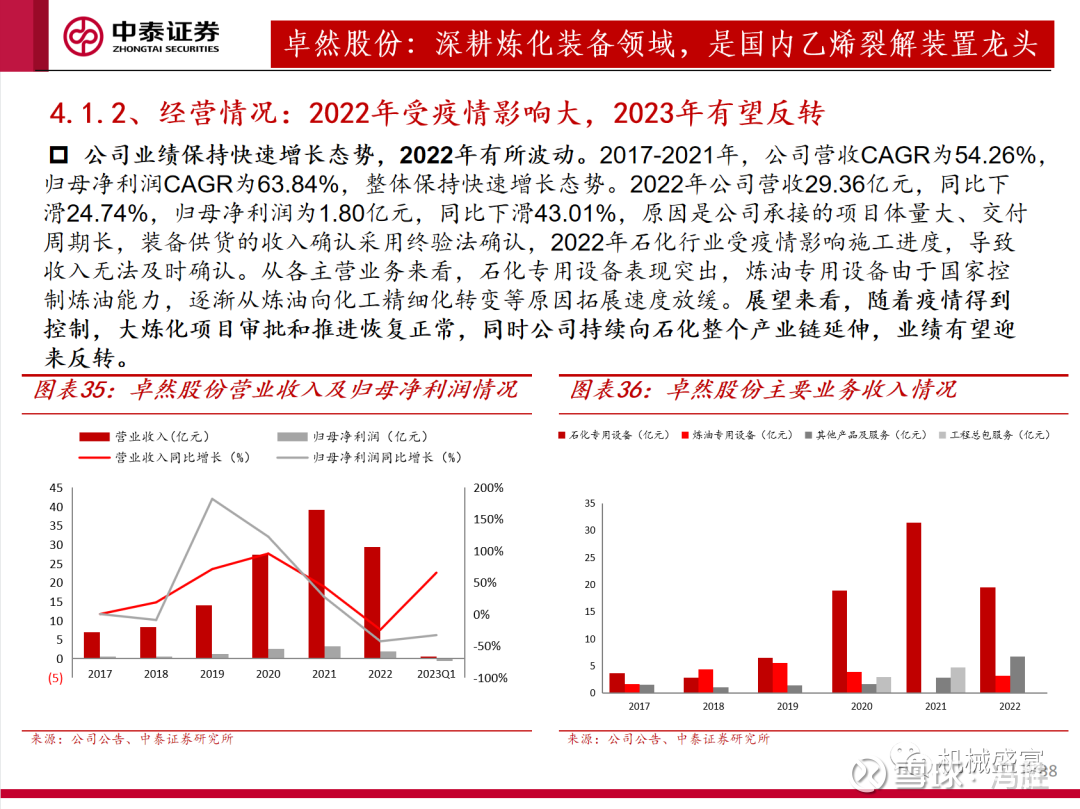 中泰证券
ZHONGTAI SECURITIES
卓然股份：深耕炼化装备领域，是国内乙烯裂解装置龙头
4.1.2、经营情况：2022年受疫情影响大，2023年有望反转
公司业绩保持快速增长态势，2022年有所波动。2017-2021年，公司营收CAGR为54.26%，
归母净利润CAGR为63.84%，整体保持快速增长态势。2022年公司营收29.36亿元，同比下
滑24.74%，归母净利润为1.80亿元，同比下滑43.01%，原因是公司承接的项目体量大、交付
周期长，装备供货的收入确认采用终验法确认，2022年石化行业受疫情影响施工进度，导致
收入无法及时确认。从各主营业务来看，石化专用设备表现突出，炼油专用设备由于国家控
制炼油能力，逐渐从炼油向化工精细化转变等原因拓展速度放缓。展望来看，随着疫情得到
控制，大炼化项目审批和推进恢复正常，同时公司持续向石化整个产业链延伸，业绩有望迎
来反转。
图表35：卓然股份营业收入及归母净利润情况
营业收入(亿元) 归母净利润（亿元）
营业收入同比增长（%） 归母净利润同比增长（%）
45 200%
40
35 150%
30 100%
25
20 50%
15
10 0%
5 -50%
0
(5) -100%
2017 2018 2019 2020 2021 2022 2023Q1
来源：公司公告、中泰证券研究所
图表36：卓然股份主要业务收入情况
石化专用设备（亿元） 炼油专用设备（亿元） 其他产品及服务（亿元） 工程总包服务（亿元）
35
30
25
20
15
10
5
0
2017 2018 2019 2020 2021 2022
来源：公司公告、中泰证券研究所
机械盛宴
38
雪球：冯胜